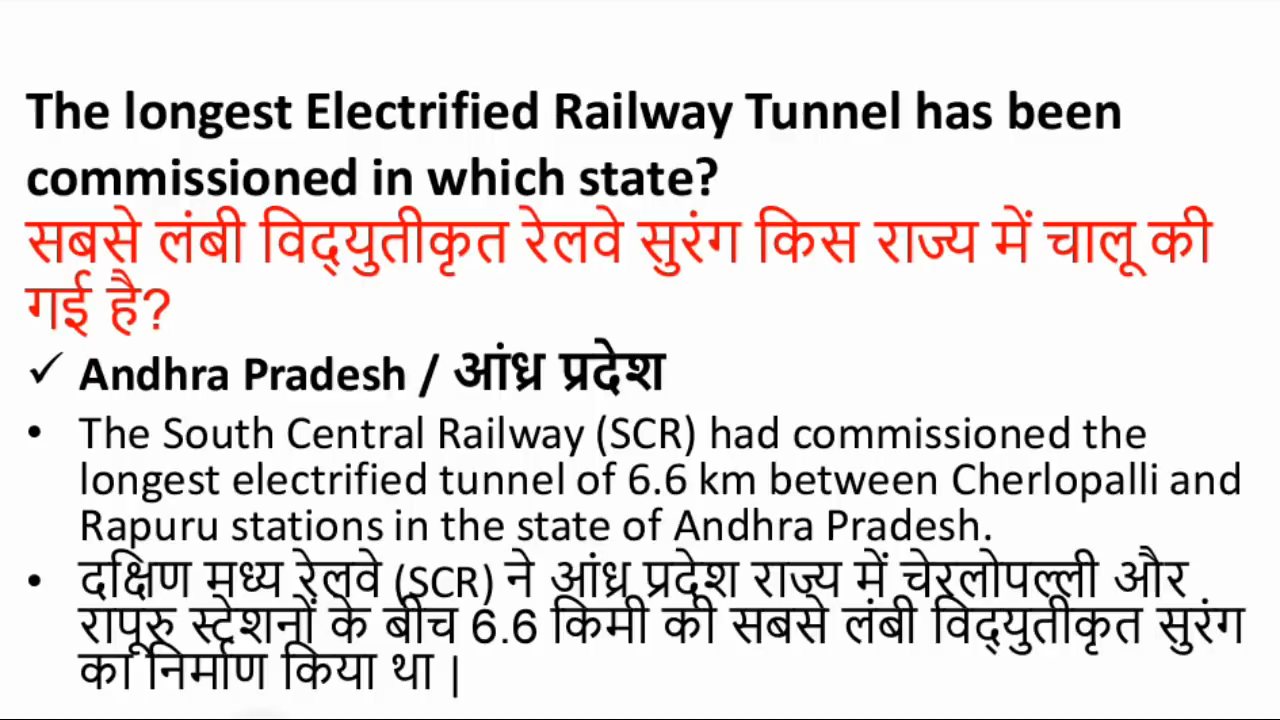 The longest Electrified Railway Tunnel has been
commissioned in which state?
सबसे लंबी विद्युतीकृत रेलवे सुरंग किस राज्य में चालू की
गई है?
✓ Andhra Pradesh / आंध्र प्रदेश
• The South Central Railway (SCR) had commissioned the
longest electrified tunnel of 6.6 km between Cherlopalli and
Rapuru stations in the state of Andhra Pradesh.
• दक्षिण मध्य रेलवे (SCR) ने आंध्र प्रदेश राज्य में चेरलोपल्ली और
रापूरु स्टेशनों के बीच 6.6 किमी की सबसे लंबी विद्युतीकृत सुरंग
का निर्माण किया था |